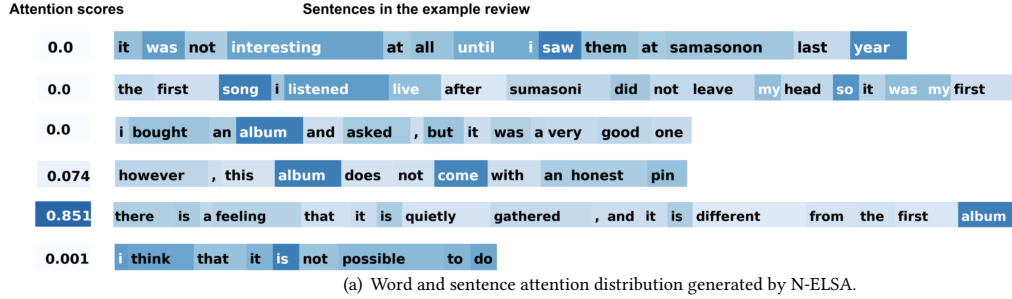 Attention scores Sentences in the example review
0.0 it was not interesting at all until i saw them at samasonon last year
0.0 the first song i listened live after sumasoni did not leave my head so it was my first
0.0 i bought an album and asked , but it was a very good one
0.074 however , this album does not come with an honest pin
0.851 there is a feeling that it is quietly gathered , and it is different from the first album
0.001 i think that it is not possible to do
(a) Word and sentence attention distribution generated by N-ELSA.